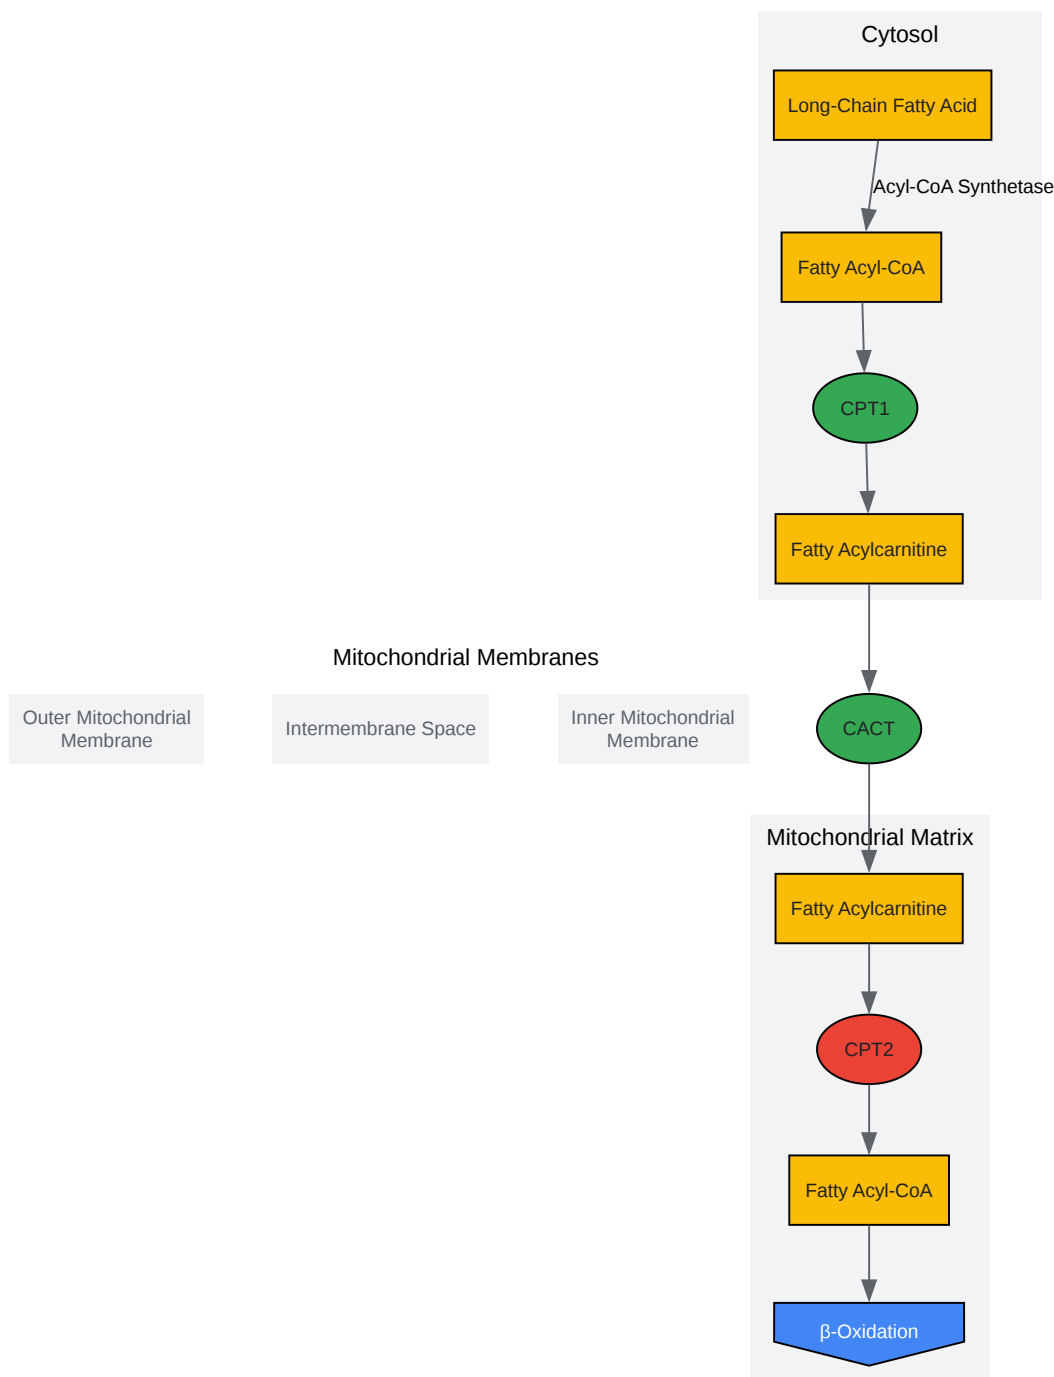 Cytosol
Long-Chain Fatty Acid
Acyl-CoA Synthetase
Fatty Acyl-CoA
CPT1
Fatty Acylcarnitine
Mitochondrial Membranes
Outer Mitochondrial
Membrane
Intermembrane Space
Inner Mitochondrial
Membrane
CACT
Mitochondrial Matrix
Fatty Acylcarnitine
CPT2
Fatty Acyl-CoA
β-Oxidation